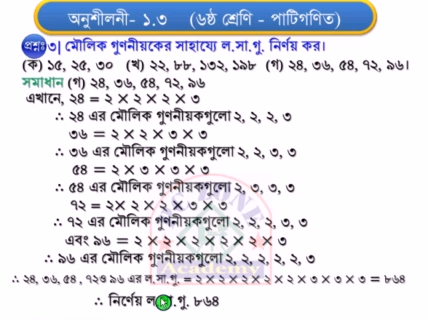 অনুশীলনী- ১.৩ (৬ষ্ঠ শ্রেণি - পাটিগণিত)
প্রশ্ন ৩| মৌলিক গুণনীয়কের সাহায্যে ল.সা.গু. নির্ণয় কর।
(ক) ১৫, ২৫, ৩০ (খ) ২২, ৮৮, ১৩২, ১৯৮ (গ) ২৪, ৩৬, ৫৪, ৭২, ৯৬।
সমাধান (গ) ২৪, ৩৬, ৫৪, ৭২, ৯৬
এখানে, ২৪ = ২ × ২ × ২ × ৩
∴ ২৪ এর মৌলিক গুণনীয়কগুলো ২, ২, ২, ৩
৩৬ = ২ × ২ × ৩ × ৩
∴ ৩৬ এর মৌলিক গুণনীয়কগুলো ২, ২, ৩, ৩
৫৪ = ২ × ৩ × ৩ × ৩
∴ ৫৪ এর মৌলিক গুণনীয়কগুলো ২, ৩, ৩, ৩
৭২ = ২× ২ × ২ × ৩ × ৩
∴ ৭২ এর মৌলিক গুণনীয়কগুলো ২, ২, ২, ৩, ৩
এবং ৯৬ = ২ × ২ × ২ × ২ × ২ × ৩
∴ ৯৬ এর মৌলিক গুণনীয়কগুলো ২, ২, ২, ২, ২, ৩
∴ ২৪, ৩৬, ৫৪ , ৭২ও ৯৬ এর ল.সা.গু. = ২ × ২ × ২ × ২ × ২ × ৩ × ৩ × ৩ = ৮৬৪
∴ নির্ণেয় ল.সা.গু. ৮৬৪
Academy